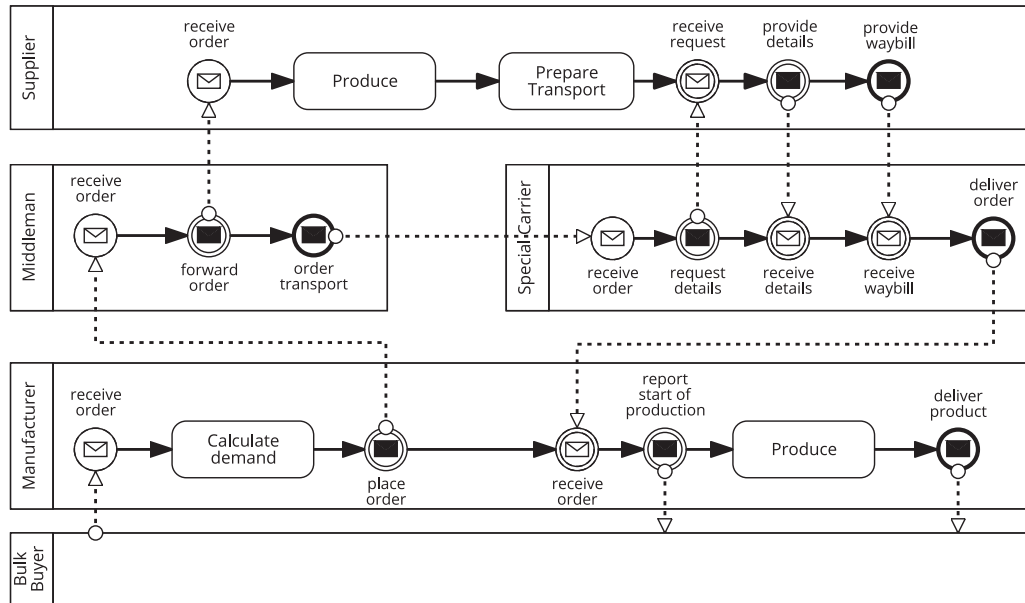 Supplier
receive
order
Produce
Prepare
Transport
receive
request
provide
details
provide
waybill
Middleman
receive
order
forward
order
order
transport
Special Carrier
receive
order
request
details
receive
details
receive
waybill
deliver
order
Manufacturer
receive
order
Calculate
demand
place
order
receive
order
report
start of
production
Produce
deliver
product
Bulk
Buyer